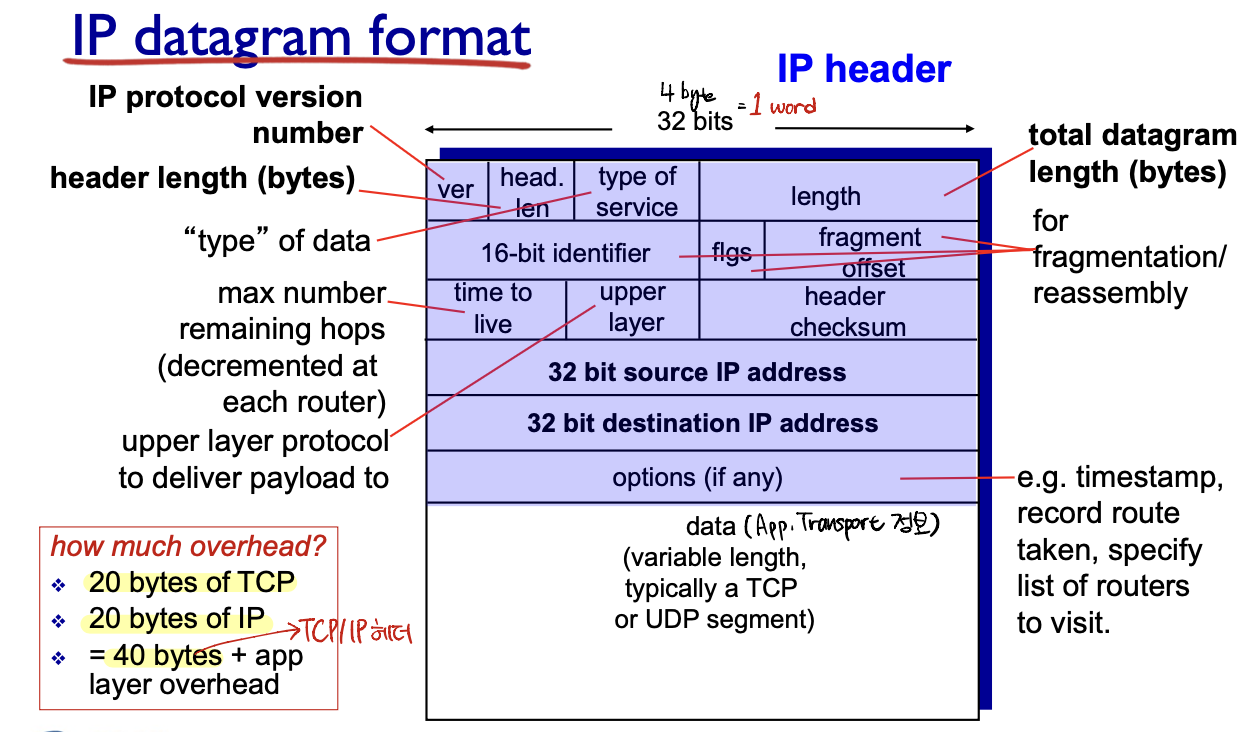 IP datagram format
IP header
4 byte = 1 word
32 bits
IP protocol version
number
header length (bytes)
"type" of data
max number
remaining hops
(decremented at
each router)
upper layer protocol
to deliver payload to
how much overhead?
❖ 20 bytes of TCP
❖ 20 bytes of IP
❖ = 40 bytes + app
layer overhead
TCP/IP 헤더
ver
head.
len
type of
service
length
16-bit identifier
flgs
fragment
offset
time to
live
upper
layer
header
checksum
32 bit source IP address
32 bit destination IP address
options (if any)
data (App. Transport 정보)
(variable length,
typically a TCP
or UDP segment)
total datagram
length (bytes)
for
fragmentation/
reassembly
e.g. timestamp,
record route
taken, specify
list of routers
to visit.